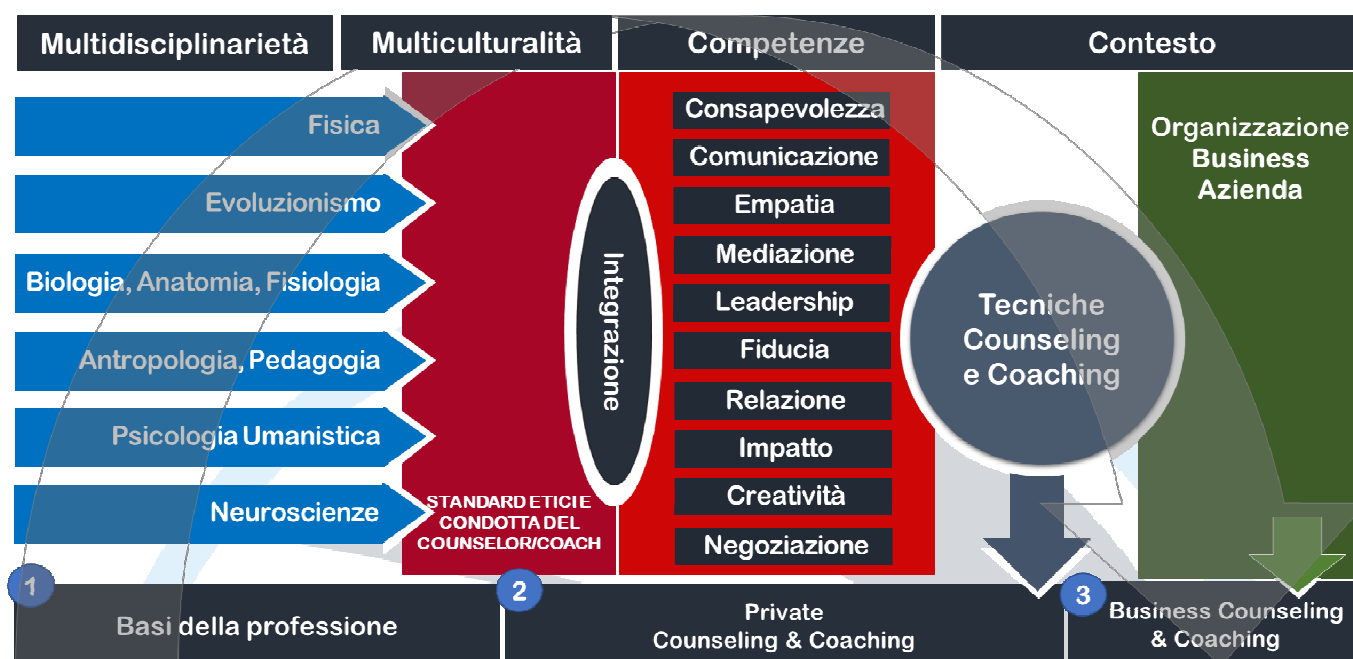 Multidisciplinarietà
Multiculturalità
Competenze
Contesto
Fisica
Evoluzionismo
Biologia, Anatomia, Fisiologia
Antropologia, Pedagogia
Psicologia Umanistica
Neuroscienze
STANDARD ETICI E
CONDOTTA DEL
COUNSELOR/COACH
Integrazione
Consapevolezza
Comunicazione
Empatia
Mediazione
Leadership
Fiducia
Relazione
Impatto
Creatività
Negoziazione
Tecniche
Counseling
e Coaching
Organizzazione
Business
Azienda
1
Basi della professione
2
Private
Counseling & Coaching
3
Business Counseling
& Coaching